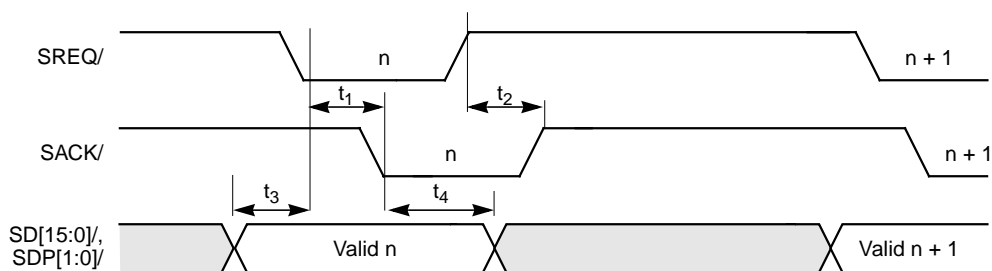 SREQ/
n
n + 1
t1
t2
SACK/
n
n + 1
t3
t4
SD[15:0]/,
SDP[1:0]/
Valid n
Valid n + 1